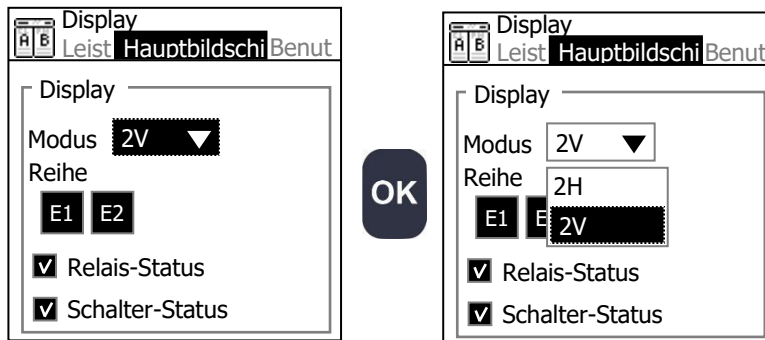 A B
Display
Leist Hauptbildschi Benut
Display
Modus 2V
Reihe
E1 E2
Relais-Status
Schalter-Status
OK
A B
Display
Leist Hauptbildschi Benut
Display
Modus 2V
Reihe
2H
E1 E
2V
Relais-Status
Schalter-Status